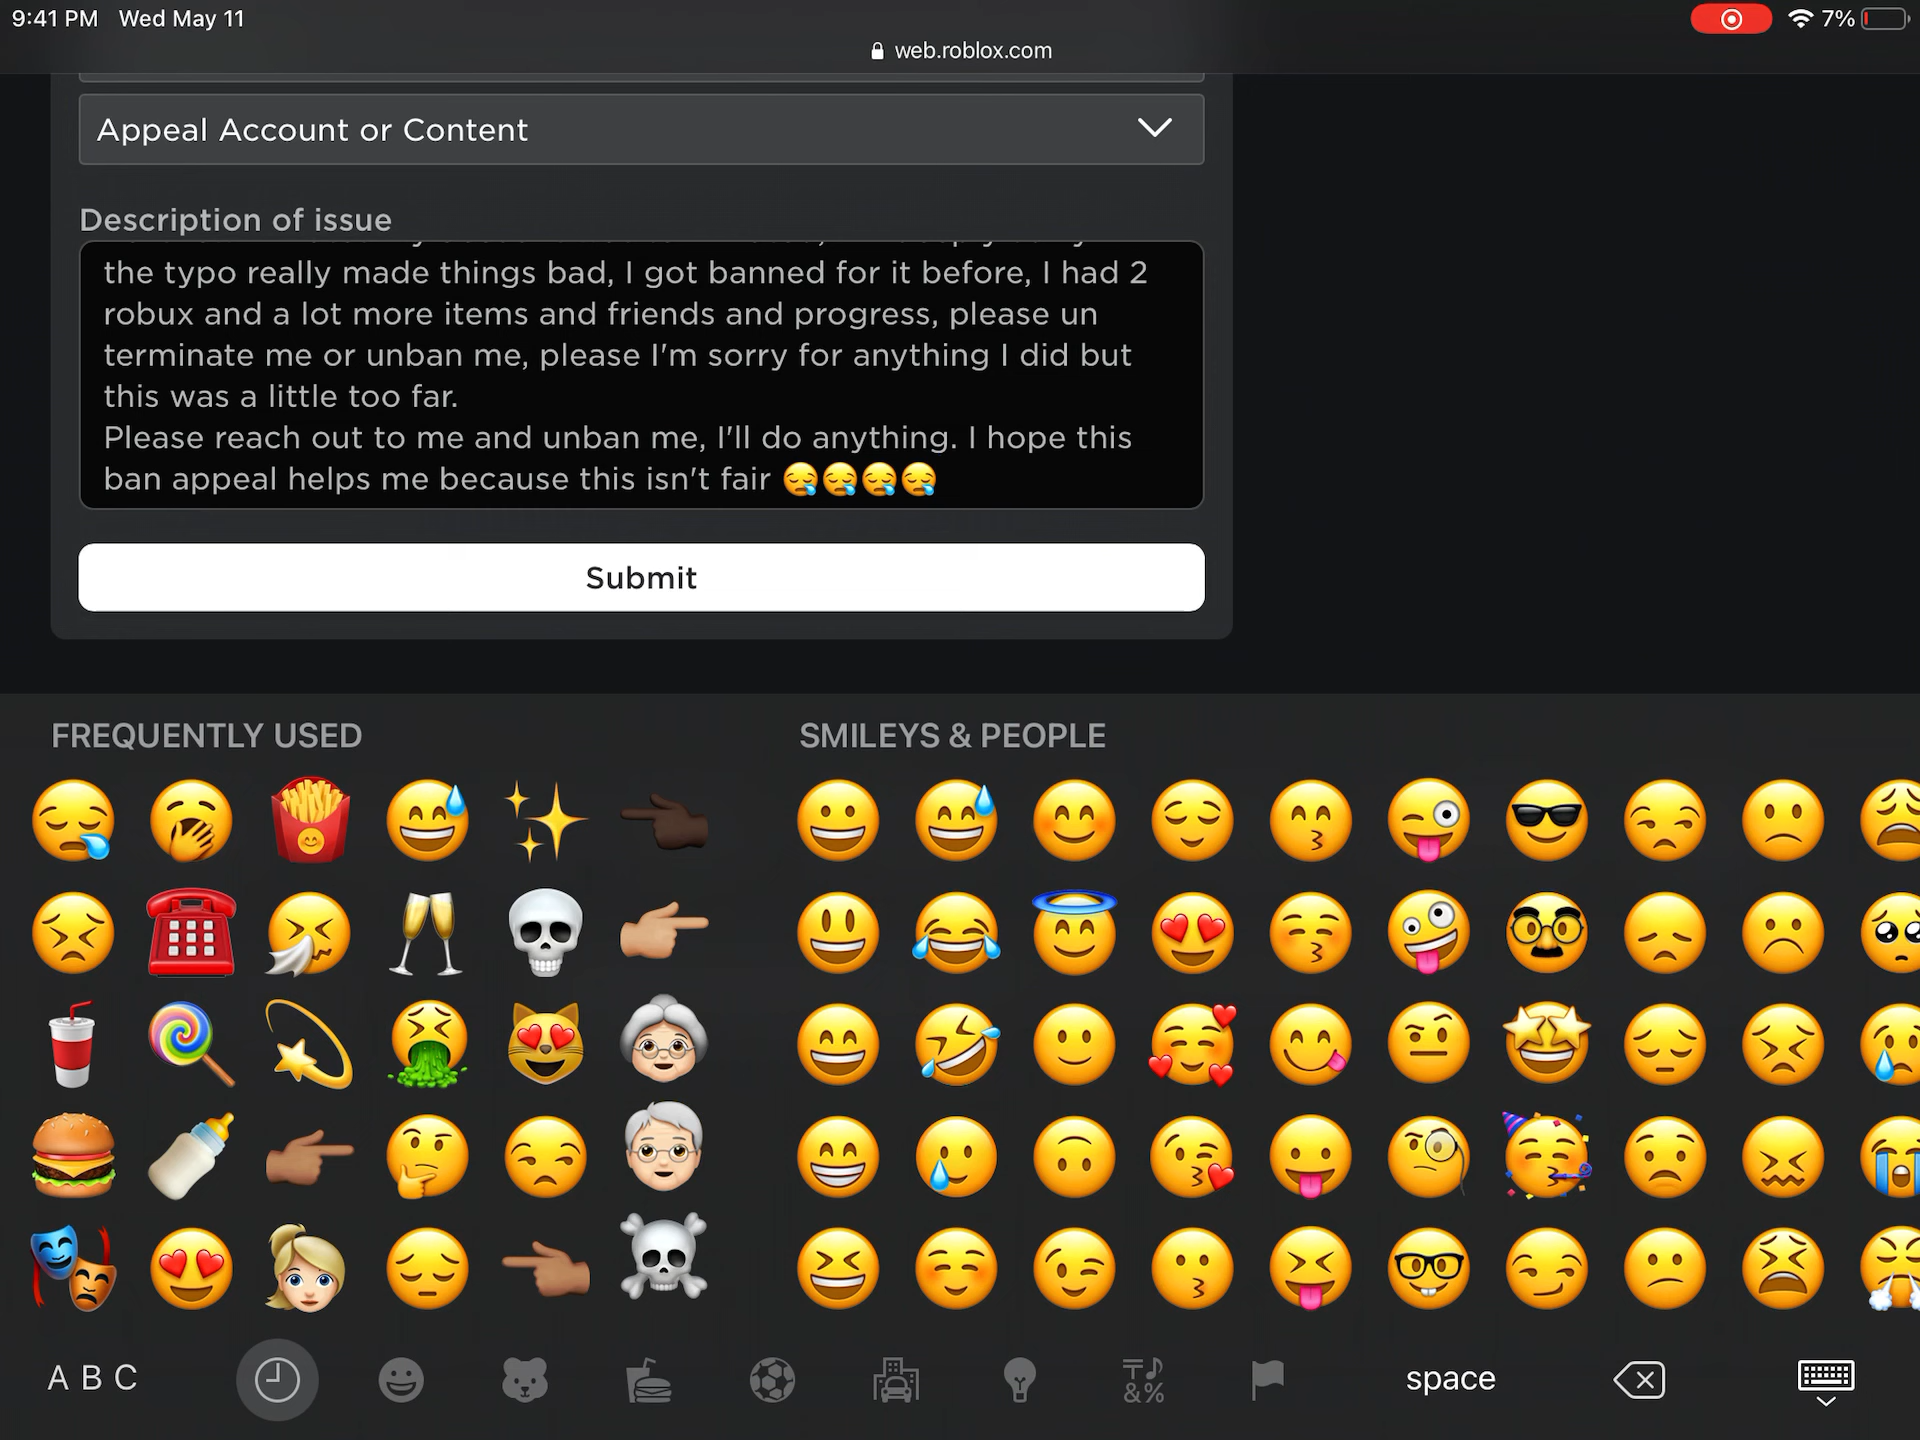 9:41 PM Wed May 11
7%
web.roblox.com
Appeal Account or Content
Description of issue
the typo really made things bad, I got banned for it before, I had 2
robux and a lot more items and friends and progress, please un
terminate me or unban me, please I'm sorry for anything I did but
this was a little too far.
Please reach out to me and unban me, I'll do anything. I hope this
ban appeal helps me because this isn't fair 😪😪😪😪
Submit
FREQUENTLY USED
SMILEYS & PEOPLE
ABC
space